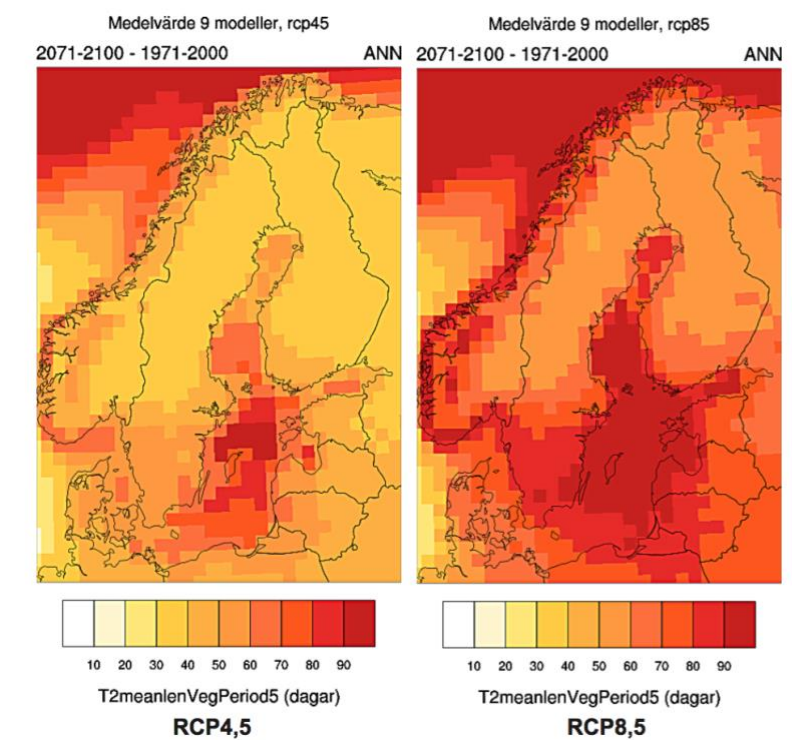 Medelvärde 9 modeller, rcp45
2071-2100 - 1971-2000 ANN
10 20 30 40 50 60 70 80 90
T2meanlenVegPeriod5 (dagar)
RCP4,5
Medelvärde 9 modeller, rcp85
2071-2100 - 1971-2000 ANN
10 20 30 40 50 60 70 80 90
T2meanlenVegPeriod5 (dagar)
RCP8,5